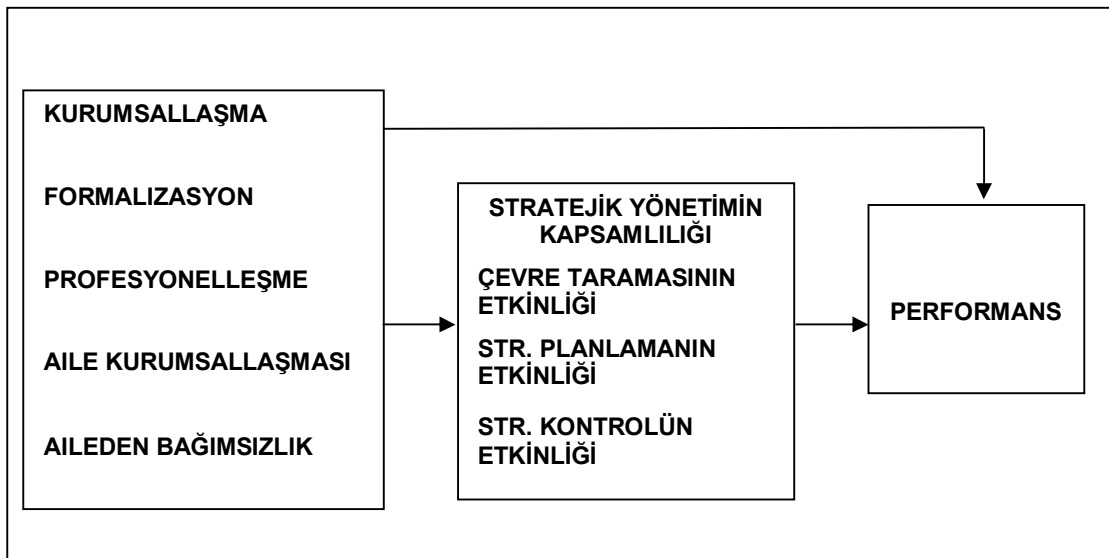 KURUMSALLAŞMA
FORMALIZASYON
PROFESYONELLEŞME
AILE KURUMSALLAŞMASI
AILEDEN BAĞIMSIZLIK
STRATEJİK YÖNETİMİN
KAPSAMLILIĞI
ÇEVRE TARAMASININ
ETKİNLİĞİ
STR. PLANLAMANIN
ETKİNLİĞİ
STR. KONTROLÜN
ETKİNLİĞİ
PERFORMANS